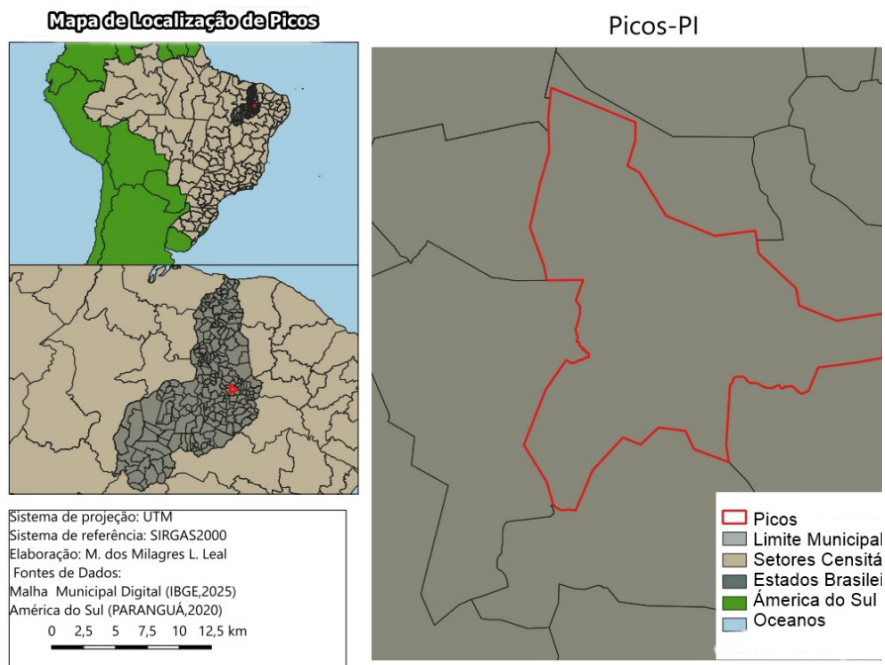 Mapa de Localização de Picos
Picos-PI
Sistema de projeção: UTM
Sistema de referência: SIRGAS2000
Elaboração: M. dos Milagres L. Leal
Fontes de Dados:
Malha Municipal Digital (IBGE,2025)
América do Sul (PARANGUÁ,2020)
0 2,5 5 7,5 10 12,5 km
Picos
Limite Municipal
Setores Censitá
Estados Brasilei
Ámerica do Sul
Oceanos